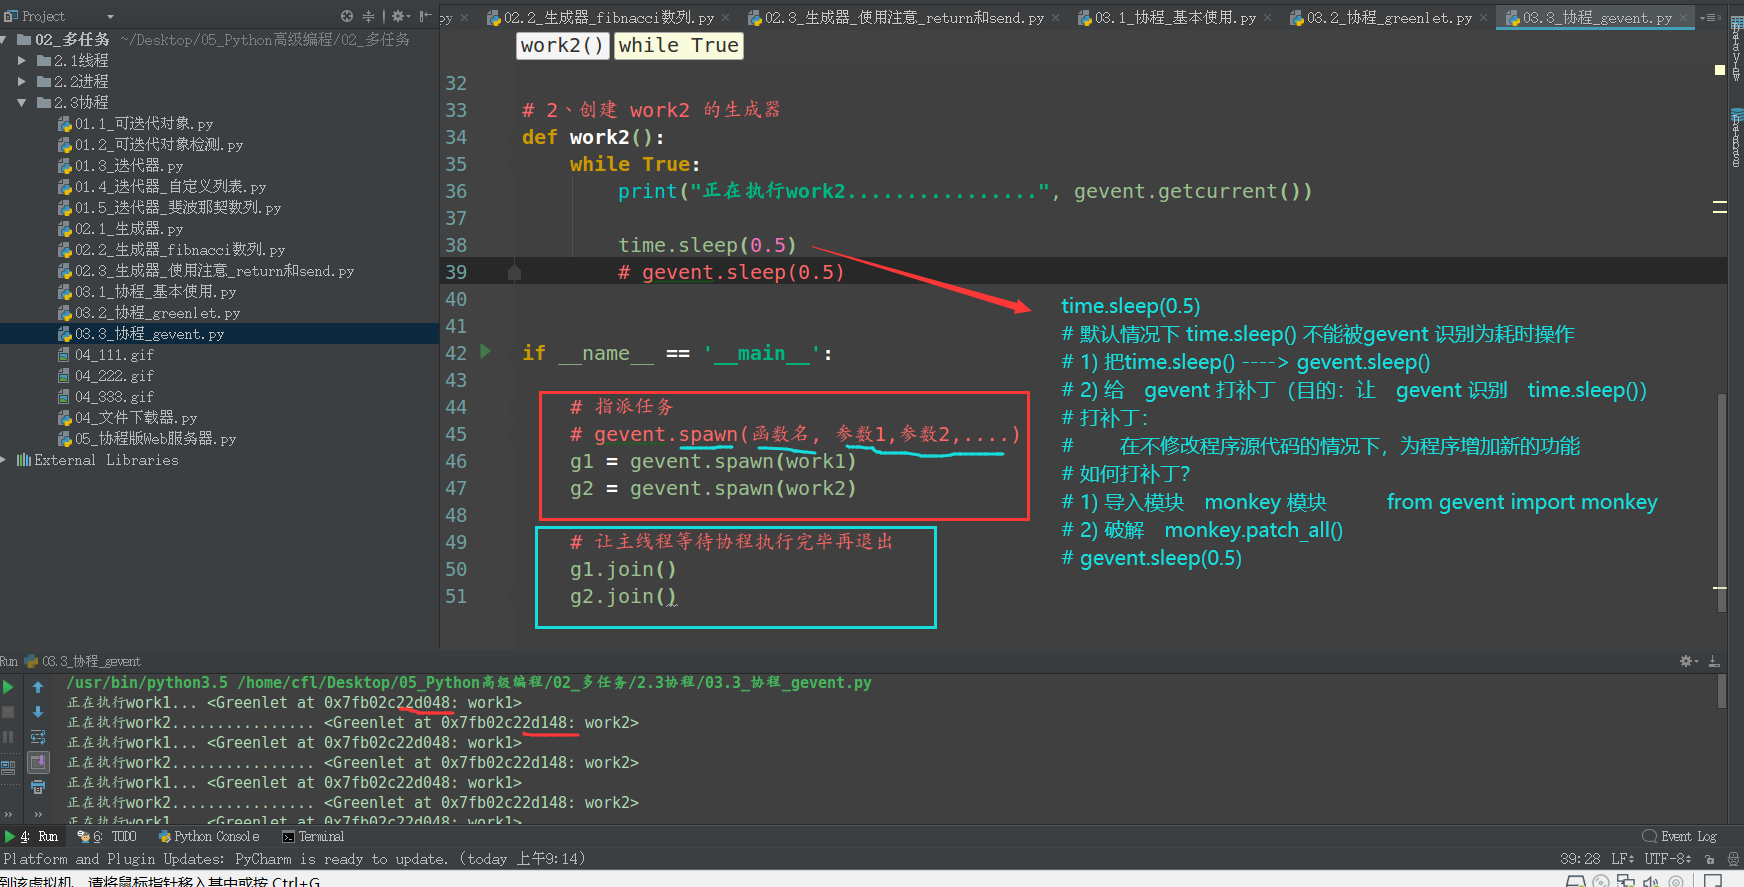 Project
02_多任务 ~/Desktop/05_Python高级编程/02_多任务
2.1线程
2.2进程
2.3协程
01.1_可迭代对象.py
01.2_可迭代对象检测.py
01.3_迭代器.py
01.4_迭代器_自定义列表.py
01.5_迭代器_斐波那契数列.py
02.1_生成器.py
02.2_生成器_fibnacci数列.py
02.3_生成器_使用注意_return和send.py
03.1_协程_基本使用.py
03.2_协程_greenlet.py
03.3_协程_gevent.py
04_111.gif
04_222.gif
04_333.gif
04_文件下载器.py
05_协程版Web服务器.py
External Libraries
py
02.2_生成器_fibnacci数列.py
02.3_生成器_使用注意_return和send.py
03.1_协程_基本使用.py
03.2_协程_greenlet.py
03.3_协程_gevent.py
work2() while True
32
33 # 2、创建 work2 的生成器
34 def work2():
35 while True:
36 print("正在执行work2................", gevent.getcurrent())
37
38 time.sleep(0.5)
39 # gevent.sleep(0.5)
40
41
42 if __name__ == '__main__':
43
44 # 指派任务
45 # gevent.spawn(函数名, 参数1,参数2,....)
46 g1 = gevent.spawn(work1)
47 g2 = gevent.spawn(work2)
48
49 # 让主线程等待协程执行完毕再退出
50 g1.join()
51 g2.join()
time.sleep(0.5)
# 默认情况下 time.sleep() 不能被gevent 识别为耗时操作
# 1) 把time.sleep() ----> gevent.sleep()
# 2) 给 gevent 打补丁（目的：让 gevent 识别 time.sleep()）
# 打补丁：
# 在不修改程序源代码的情况下，为程序增加新的功能
# 如何打补丁？
# 1) 导入模块 monkey 模块 from gevent import monkey
# 2) 破解 monkey.patch_all()
# gevent.sleep(0.5)
Run 03.3_协程_gevent
/usr/bin/python3.5 /home/cfl/Desktop/05_Python高级编程/02_多任务/2.3协程/03.3_协程_gevent.py
正在执行work1... <Greenlet at 0x7fb02c22d048: work1>
正在执行work2................ <Greenlet at 0x7fb02c22d148: work2>
正在执行work1... <Greenlet at 0x7fb02c22d048: work1>
正在执行work2................ <Greenlet at 0x7fb02c22d148: work2>
正在执行work1... <Greenlet at 0x7fb02c22d048: work1>
正在执行work2................ <Greenlet at 0x7fb02c22d148: work2>
正在执行work1... <Greenlet at 0x7fb02c22d048: work1>
4: Run 6: TODO Python Console Terminal Event Log
Platform and Plugin Updates: PyCharm is ready to update. (today 上午9:14) 39:28 LF÷ UTF-8÷
到该虚拟机，请将鼠标指针移入其中或按 Ctrl+G